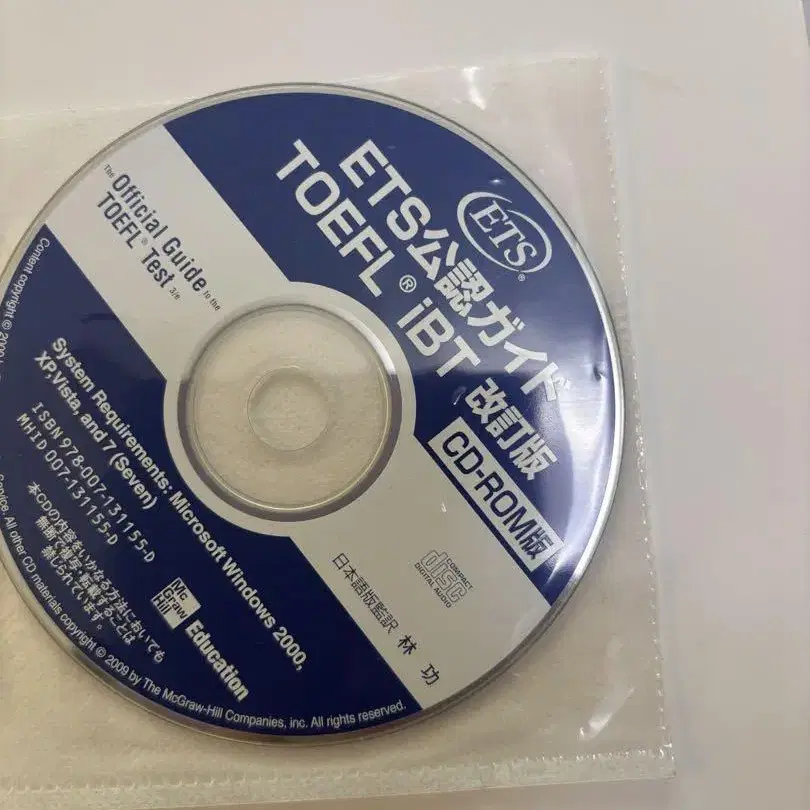 ETS®
ETS公認ガイド
TOEFL® iBT 改訂版
CD-ROM版
The Official Guide to the
TOEFL® Test 3/e
COMPACT
disc
DIGITAL AUDIO
日本語版監訳 林 功
System Requirements: Microsoft Windows 2000,
XP,Vista, and 7 (Seven)
ISBN 978-007-131155-D
MHID 007-131155-D
本CDの内容をいかなる方法においても
無断で複写・転載することは
禁じられています。
Mc
Graw
Hill
Education
Content copyright © 200
Service. All other CD materials copyright © 2009 by The McGraw-Hill Companies, inc. All rights reserved.